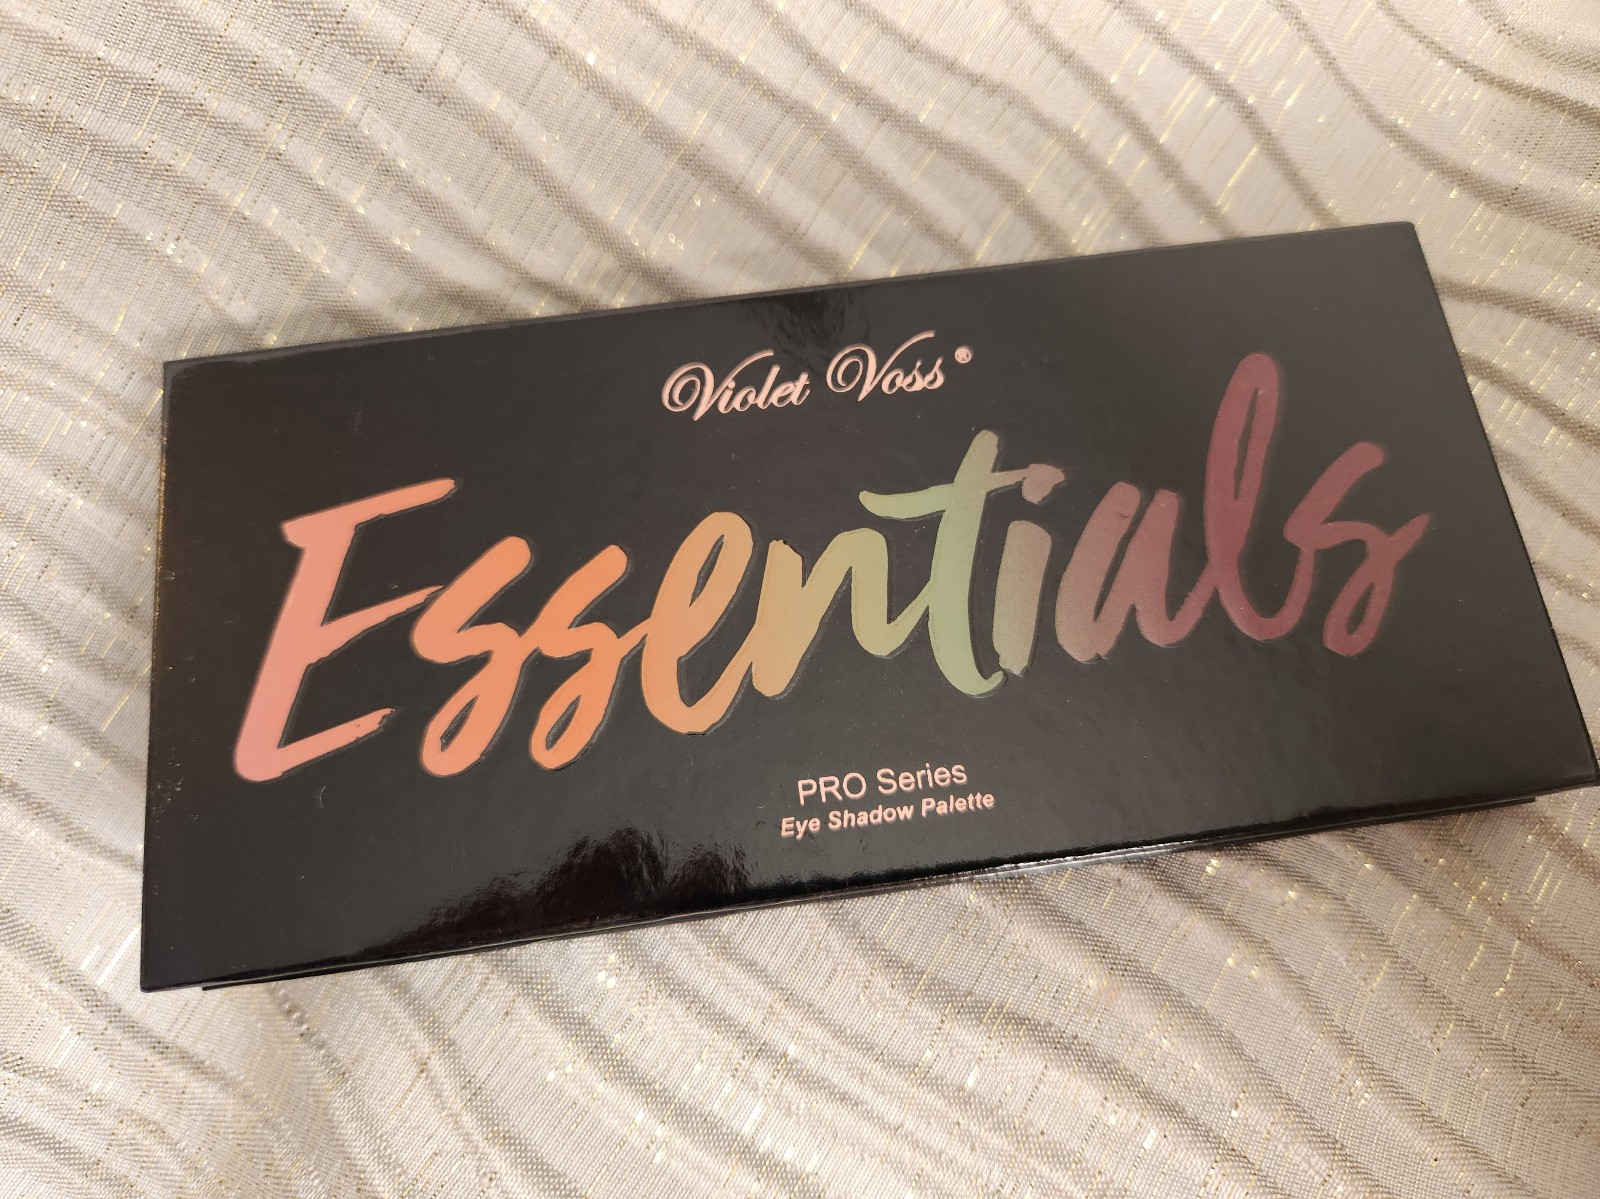 Violet Voss®
Essentials
PRO Series
Eye Shadow Palette